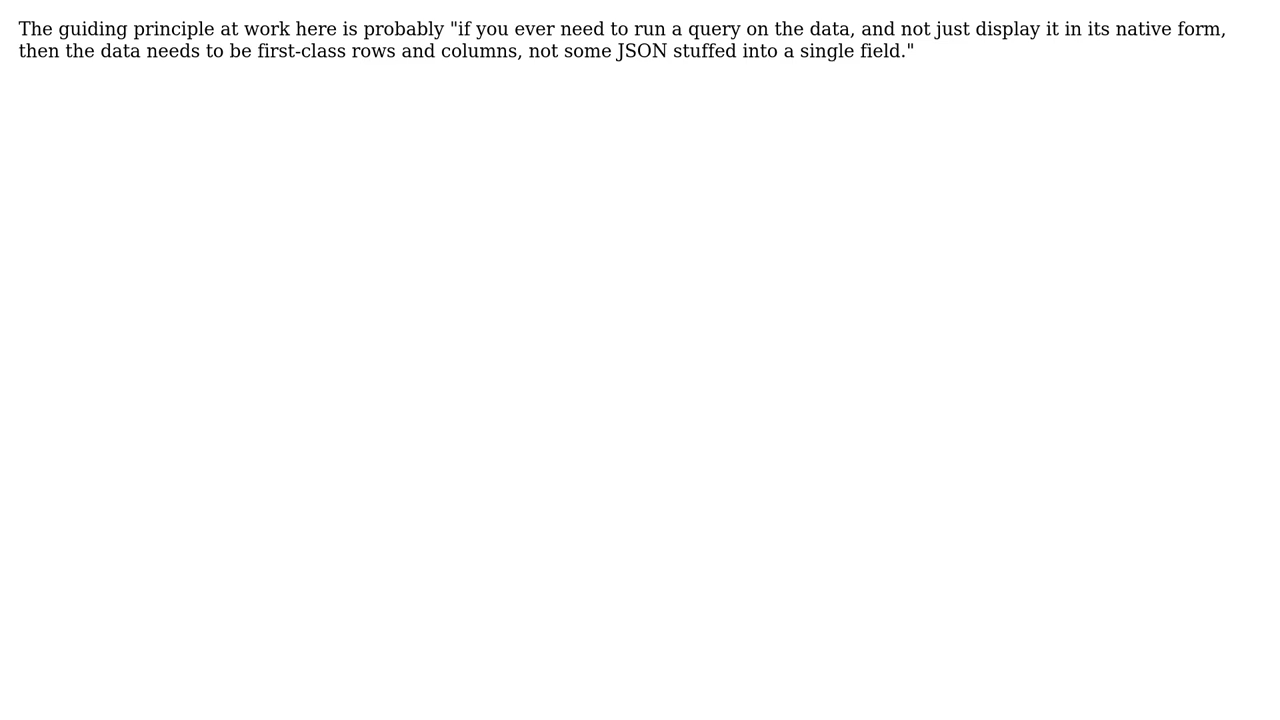 The guiding principle at work here is probably "if you ever need to run a query on the data, and not just display it in its native form,
then the data needs to be first-class rows and columns, not some JSON stuffed into a single field."